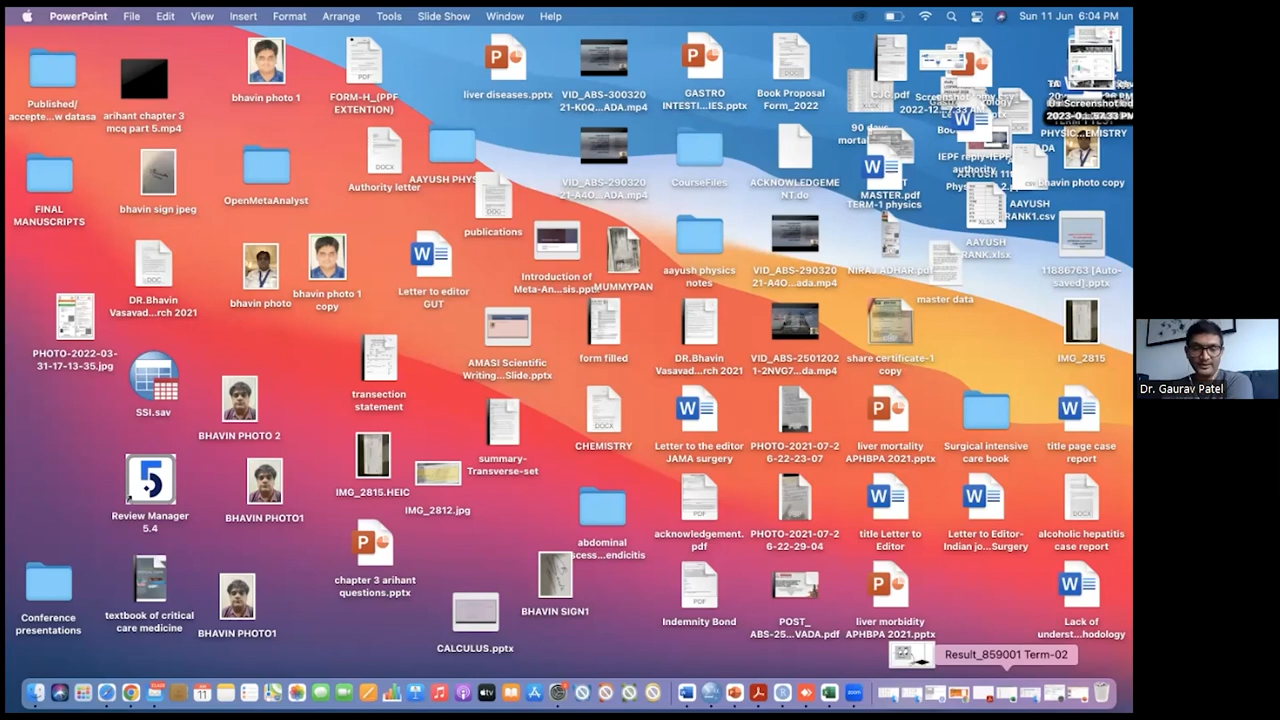 PowerPoint File Edit View Insert Format Arrange Tools Slide Show Window Help
Sun 11 Jun 6:04 PM
Published/
accepte...w datasa
arihant chapter 3
mcq part 5.mp4
bhavin photo 1
FORM-H_(PPF
EXTENTION)
liver diseases.pptx
VID_ABS-300320
21-K0Q...ADA.mp4
GASTRO
INTESTI...IES.pptx
Book Proposal
Form_2022
CJG.pdf
FINAL
MANUSCRIPTS
bhavin sign jpeg
OpenMetaAnalyst
Authority letter
AAYUSH PHYS
VID_ABS-290320
21-A4O...ADA.mp4
CourseFiles
ACKNOWLEDGEME
NT.do
MASTER.pdf
TERM-1 physics
IEPF reply-IEPF
authority
bhavin photo copy
DR.Bhavin
Vasavad...rch 2021
bhavin photo
bhavin photo 1
copy
Letter to editor
GUT
publications
Introduction of
Meta-An...sis.pptx
MUMMYPAN
aayush physics
notes
VID_ABS-290320
21-A4O...ada.mp4
NIRAJ ADHAR.pdf
AAYUSH
RANK.xlsx
AAYUSH
RANK1.csv
master data
11886763 [Auto-
saved].pptx
PHOTO-2022-03-
31-17-13-35.jpg
SSI.sav
BHAVIN PHOTO 2
transection
statement
AMASI Scientific
Writing...Slide.pptx
form filled
DR.Bhavin
Vasavad...rch 2021
VID_ABS-2501202
1-2NVG7...da.mp4
share certificate-1
copy
IMG_2815
Review Manager
5.4
BHAVIN PHOTO1
IMG_2815.HEIC
IMG_2812.jpg
summary-
Transverse-set
CHEMISTRY
Letter to the editor
JAMA surgery
PHOTO-2021-07-2
6-22-23-07
liver mortality
APHBPA 2021.pptx
Surgical intensive
care book
title page case
report
Conference
presentations
textbook of critical
care medicine
BHAVIN PHOTO1
chapter 3 arihant
questions.pptx
CALCULUS.pptx
BHAVIN SIGN1
abdominal
scess...endicitis
acknowledgement.
pdf
PHOTO-2021-07-2
6-22-29-04
title Letter to
Editor
Letter to Editor-
Indian jo...Surgery
alcoholic hepatitis
case report
Indemnity Bond
POST_
ABS-25...VADA.pdf
liver morbidity
APHBPA 2021.pptx
Lack of
underst...hodology
Result_859001 Term-02
Dr. Gaurav Patel